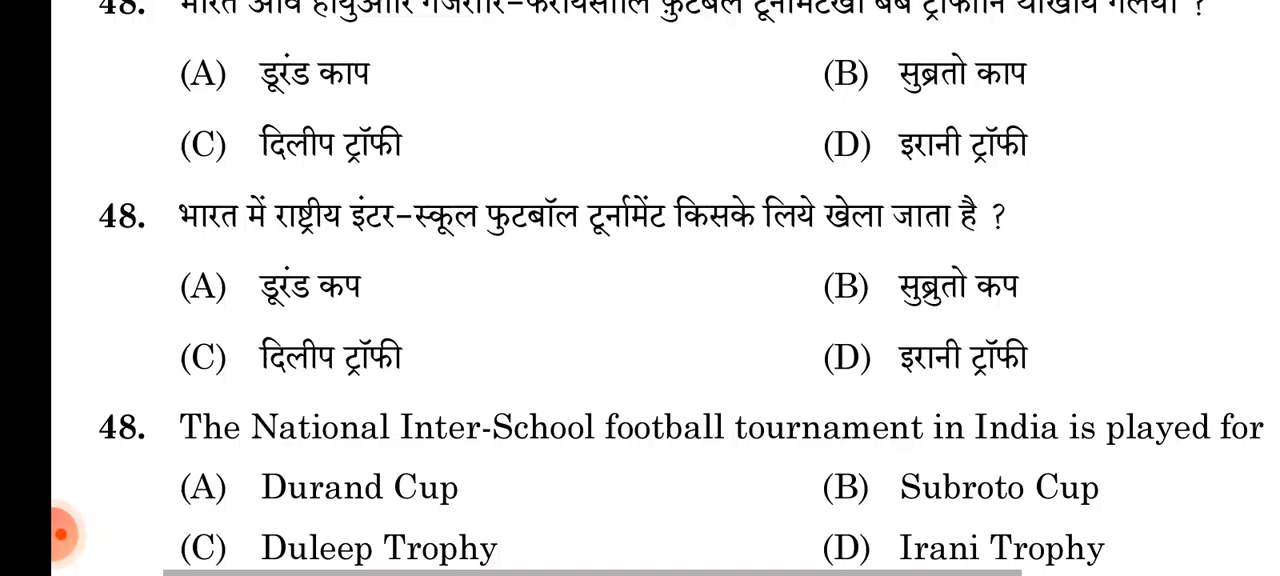 48.
(A) डूरंड काप (B) सुब्रतो काप
(C) दिलीप ट्रॉफी (D) इरानी ट्रॉफी
48. भारत में राष्ट्रीय इंटर-स्कूल फुटबॉल टूर्नामेंट किसके लिये खेला जाता है ?
(A) डूरंड कप (B) सुब्रुतो कप
(C) दिलीप ट्रॉफी (D) इरानी ट्रॉफी
48. The National Inter-School football tournament in India is played for
(A) Durand Cup (B) Subroto Cup
(C) Duleep Trophy (D) Irani Trophy